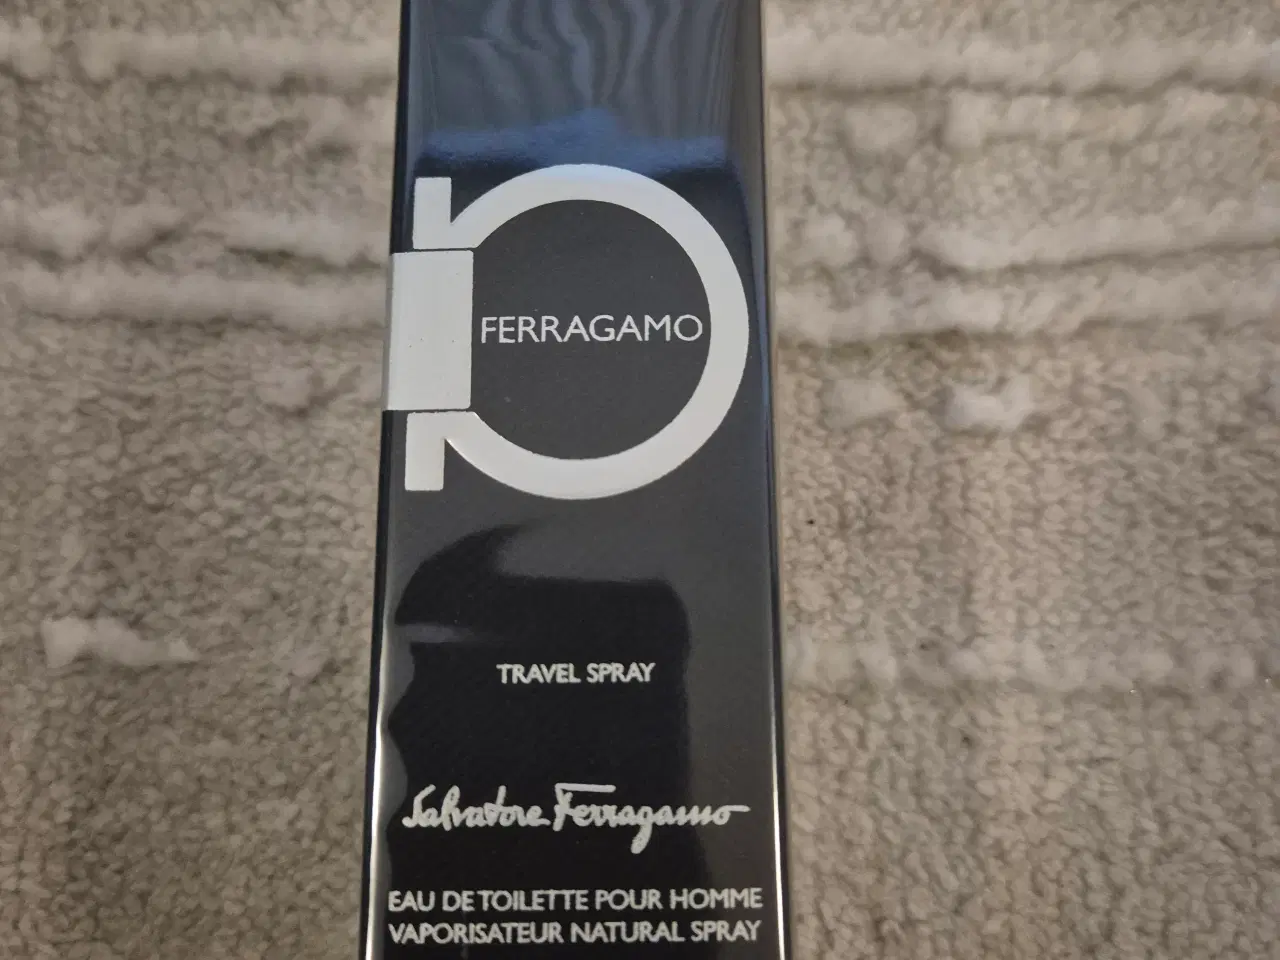 FERRAGAMO
TRAVEL SPRAY
Salvatore Ferragamo
EAU DE TOILETTE POUR HOMME
VAPORISATEUR NATURAL SPRAY